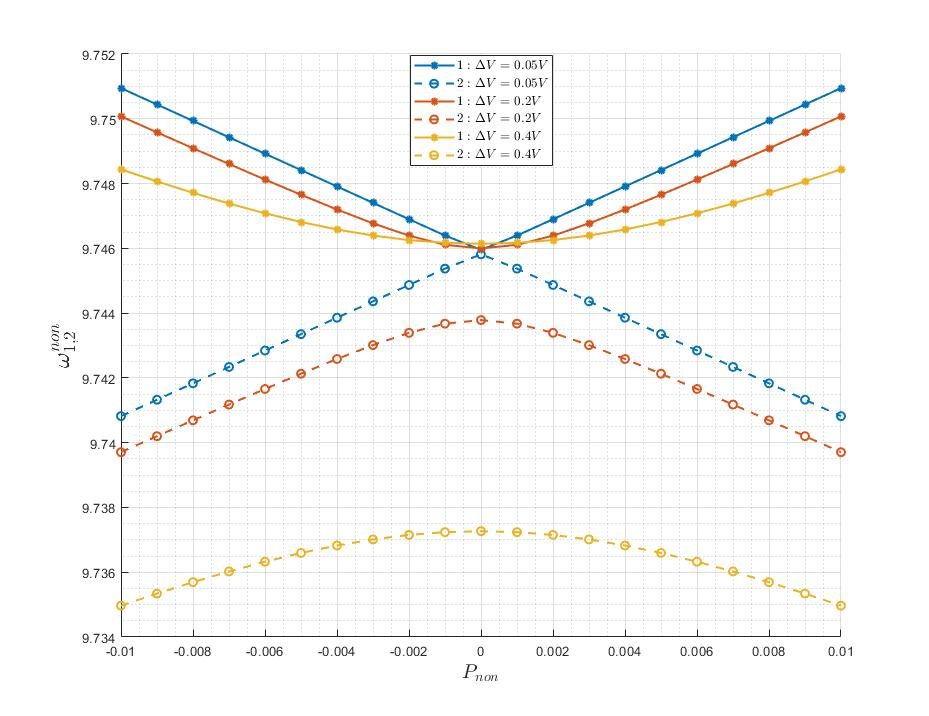 9.752
9.75
9.748
9.746
9.744
9.742
9.74
9.738
9.736
9.734
1 : ΔV = 0.05V
2 : ΔV = 0.05V
1 : ΔV = 0.2V
2 : ΔV = 0.2V
1 : ΔV = 0.4V
2 : ΔV = 0.4V
ω_{1,2}^{non}
-0.01 -0.008 -0.006 -0.004 -0.002 0 0.002 0.004 0.006 0.008 0.01
P_{non}